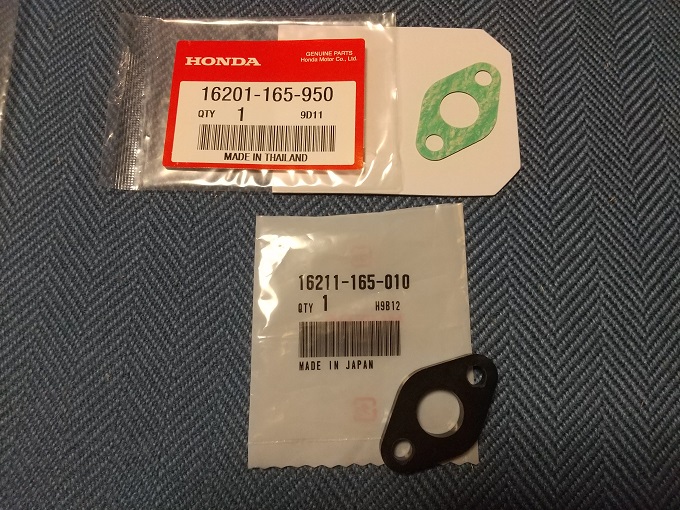 HONDA
GENUINE PARTS
Honda Motor Co., Ltd.
16201-165-950
QTY 1 9D11
MADE IN THAILAND
16211-165-010
QTY 1 H9B12
MADE IN JAPAN